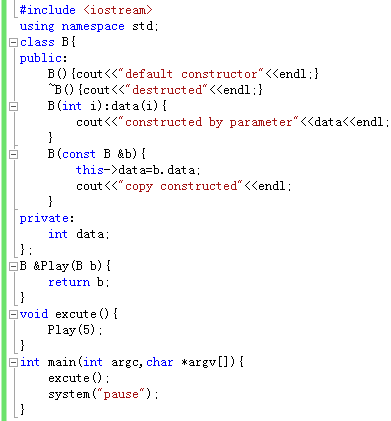 #include <iostream>
using namespace std;
class B{
public:
    B(){cout<<"default constructor"<<endl;}
    ~B(){cout<<"destructed"<<endl;}
    B(int i):data(i){
        cout<<"constructed by parameter"<<data<<endl;
    }
    B(const B &b){
        this->data=b.data;
        cout<<"copy constructed"<<endl;
    }
private:
    int data;
};
B &Play(B b){
    return b;
}
void excute(){
    Play(5);
}
int main(int argc,char *argv[]){
    excute();
    system("pause");
}